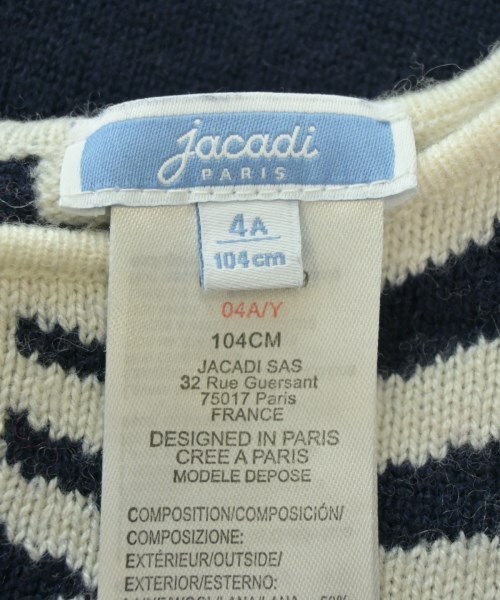 jacadi
PARIS
4A
104cm
04A/Y
104CM
JACADI SAS
32 Rue Guersant
75017 Paris
FRANCE
DESIGNED IN PARIS
CREE A PARIS
MODELE DEPOSE
COMPOSITION/COMPOSICIÓN/
COMPOSIZIONE:
EXTÉRIEUR/OUTSIDE/
EXTERIOR/ESTERNO: